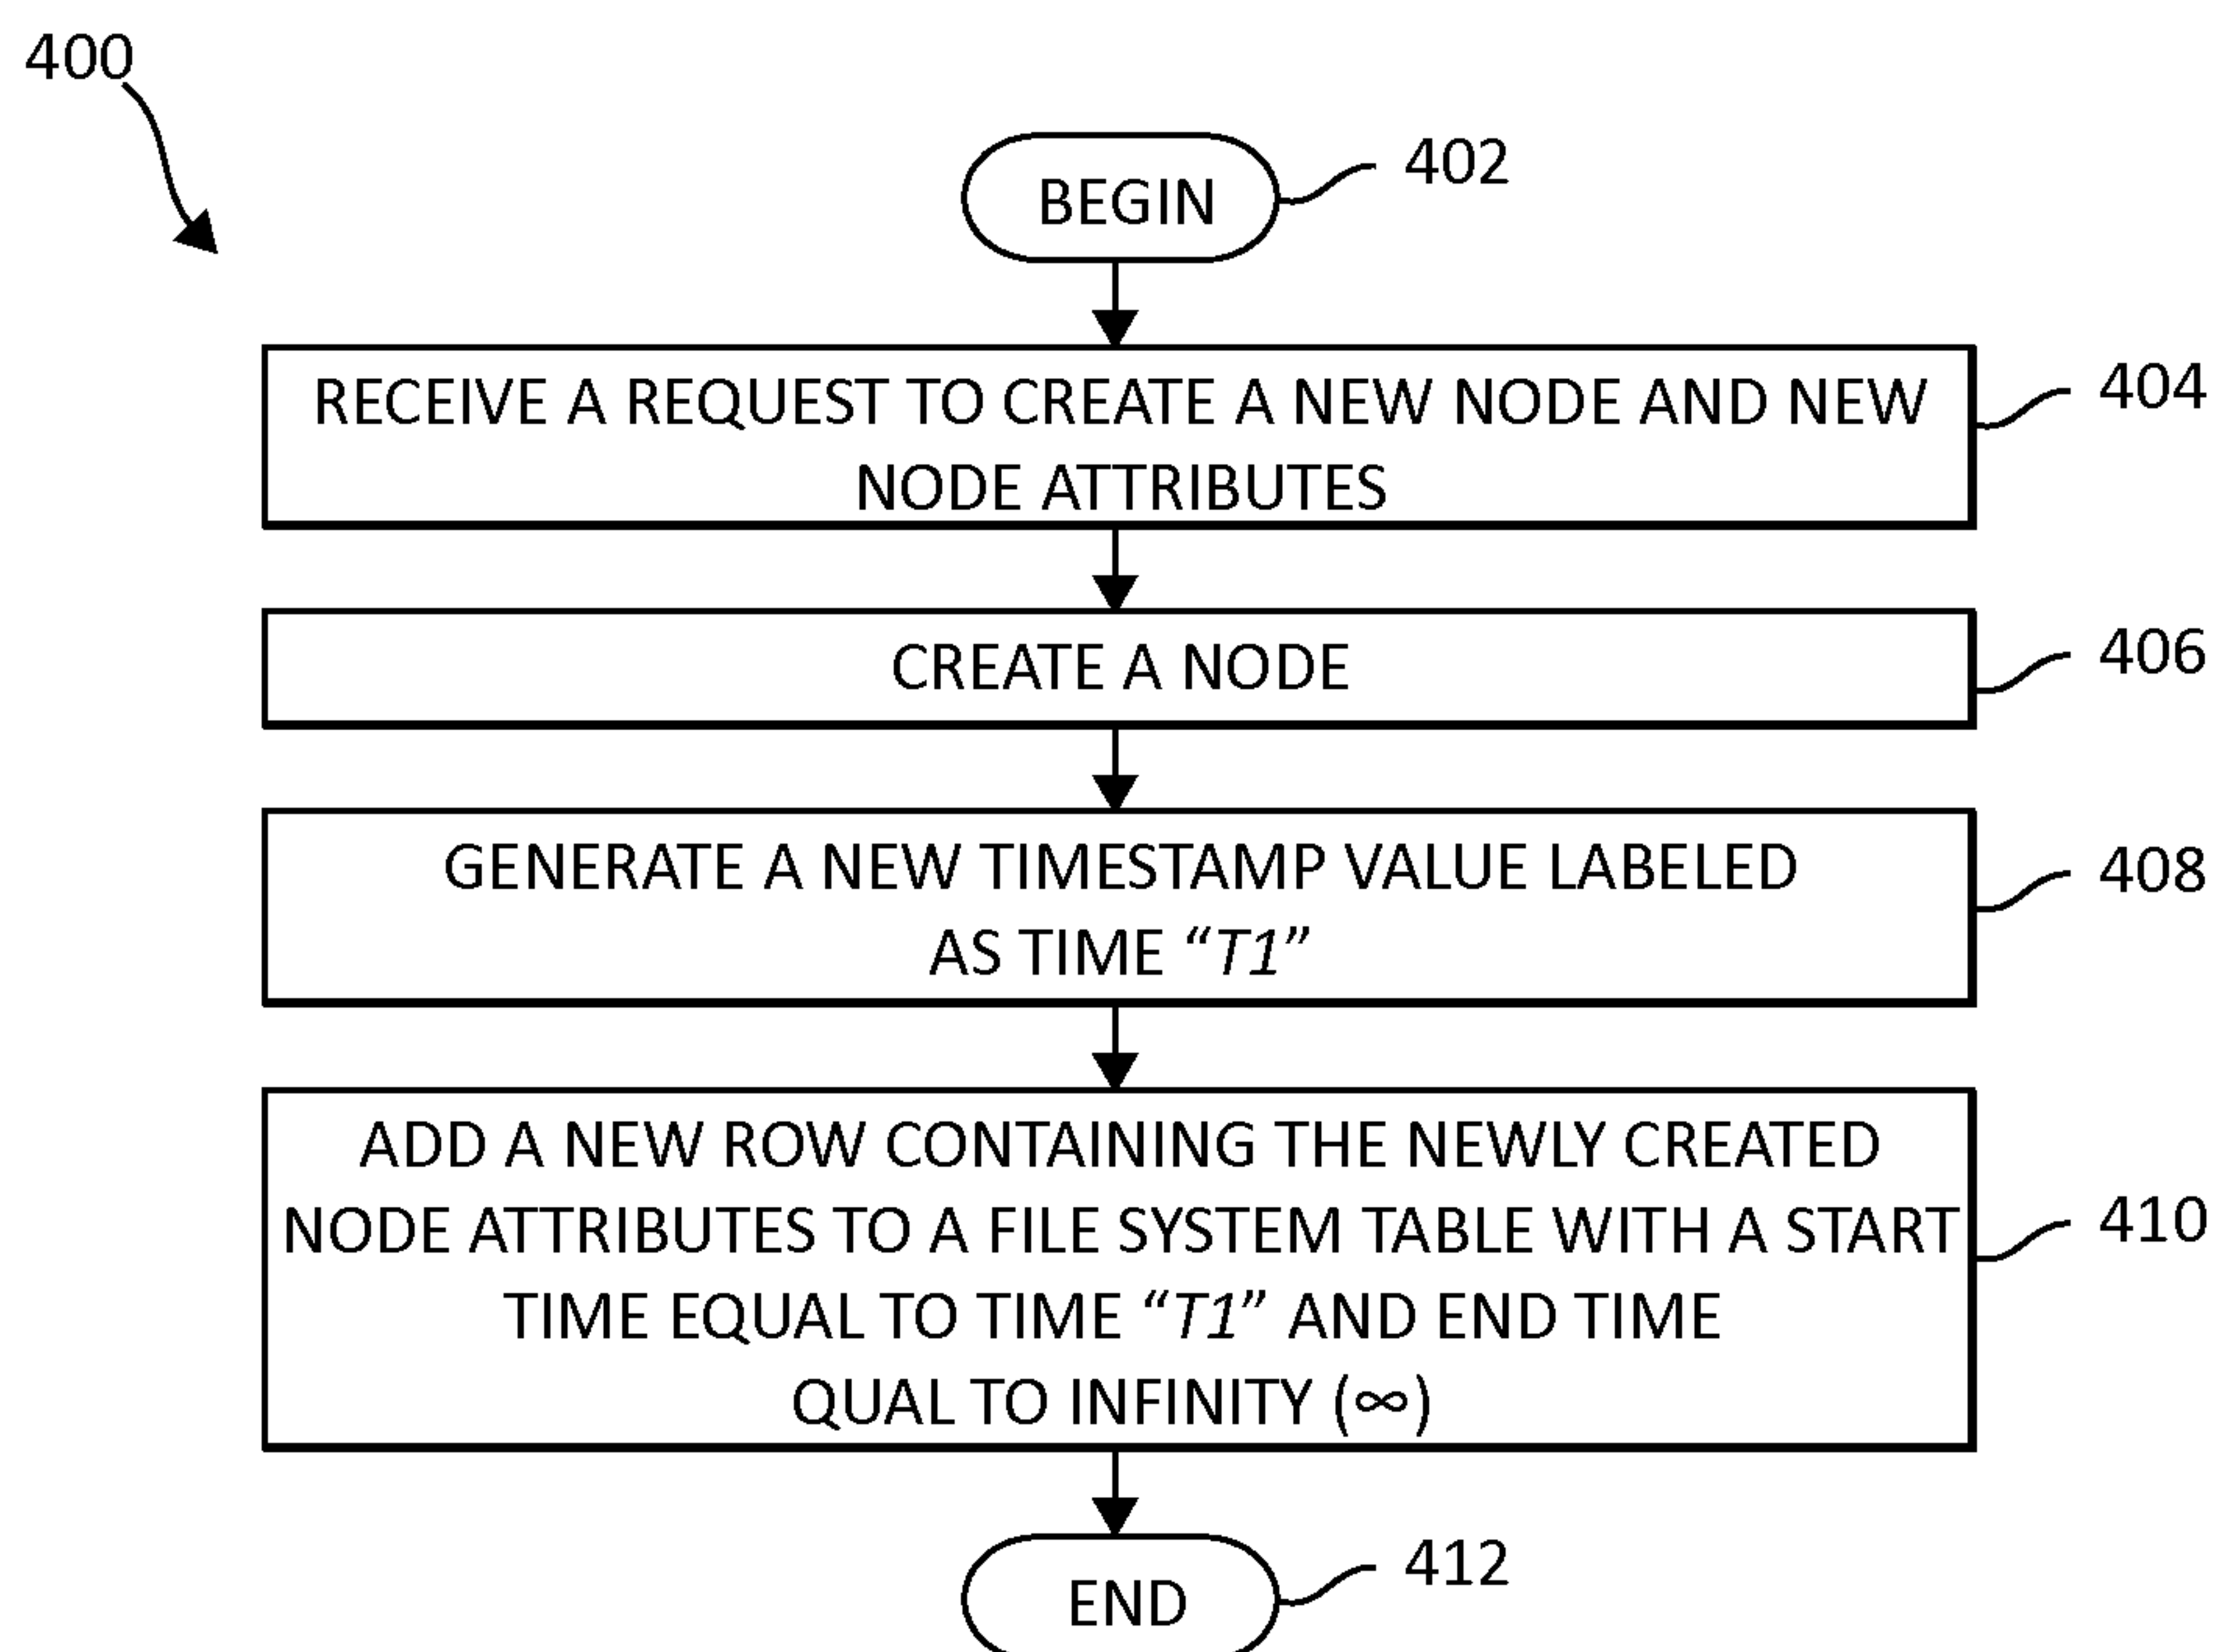 400
BEGIN
402
RECEIVE A REQUEST TO CREATE A NEW NODE AND NEW
NODE ATTRIBUTES
404
CREATE A NODE
406
GENERATE A NEW TIMESTAMP VALUE LABELED
AS TIME “T1”
408
ADD A NEW ROW CONTAINING THE NEWLY CREATED
NODE ATTRIBUTES TO A FILE SYSTEM TABLE WITH A START
TIME EQUAL TO TIME “T1” AND END TIME
QUAL TO INFINITY (∞)
410
END
412